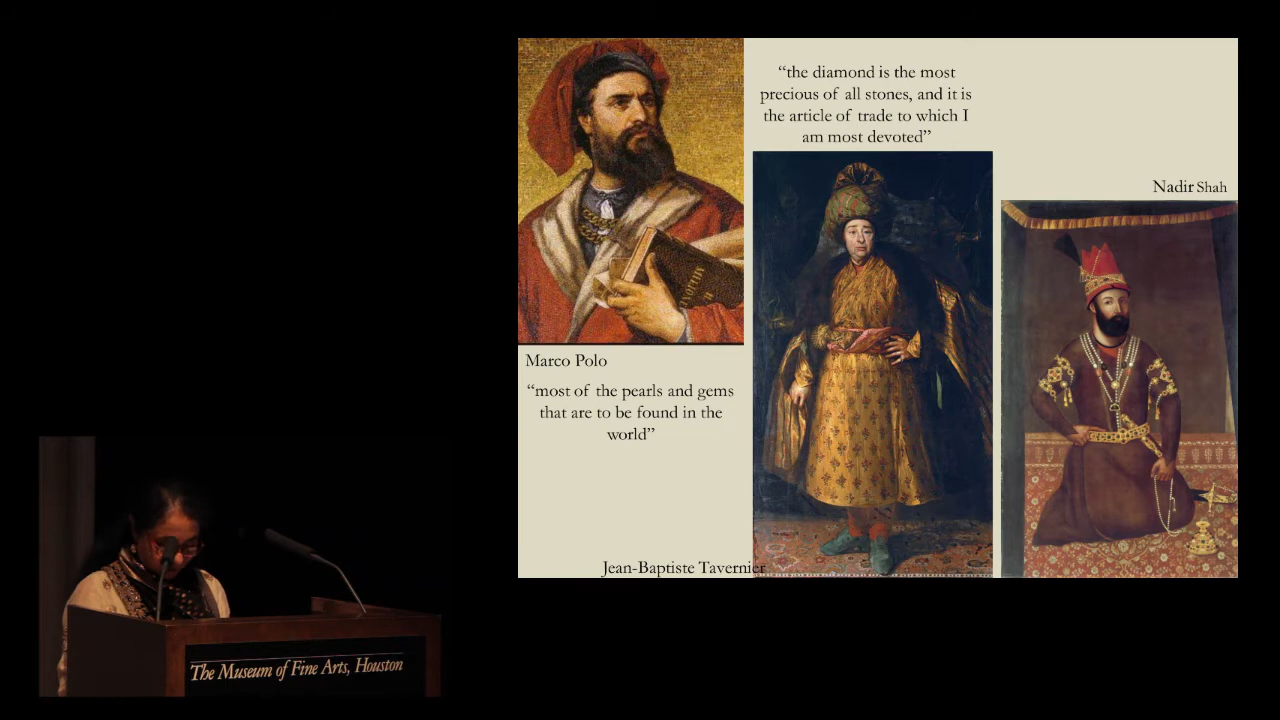 “the diamond is the most
precious of all stones, and it is
the article of trade to which I
am most devoted”
Nadir Shah
Marco Polo
“most of the pearls and gems
that are to be found in the
world”
Jean-Baptiste Tavernier
The Museum of Fine Arts, Houston